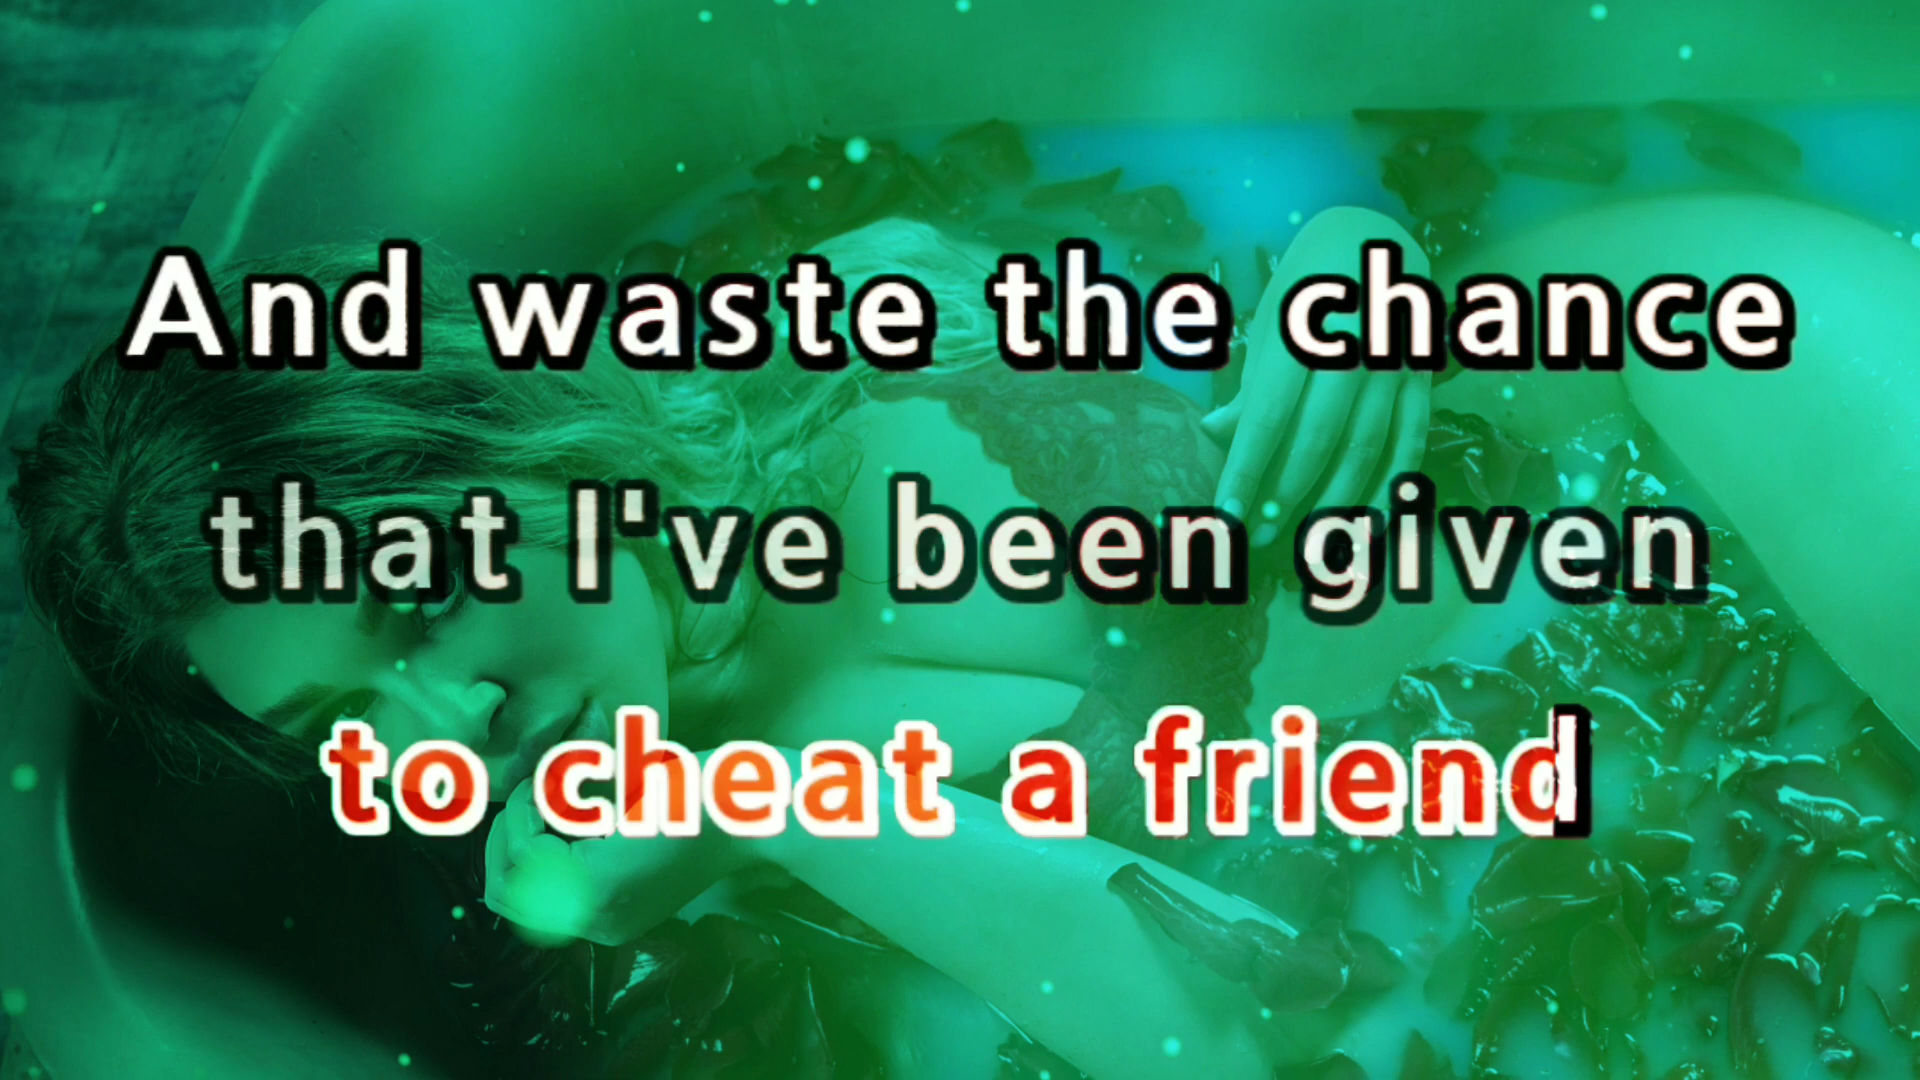 And waste the chance
that I've been given
to cheat a friend